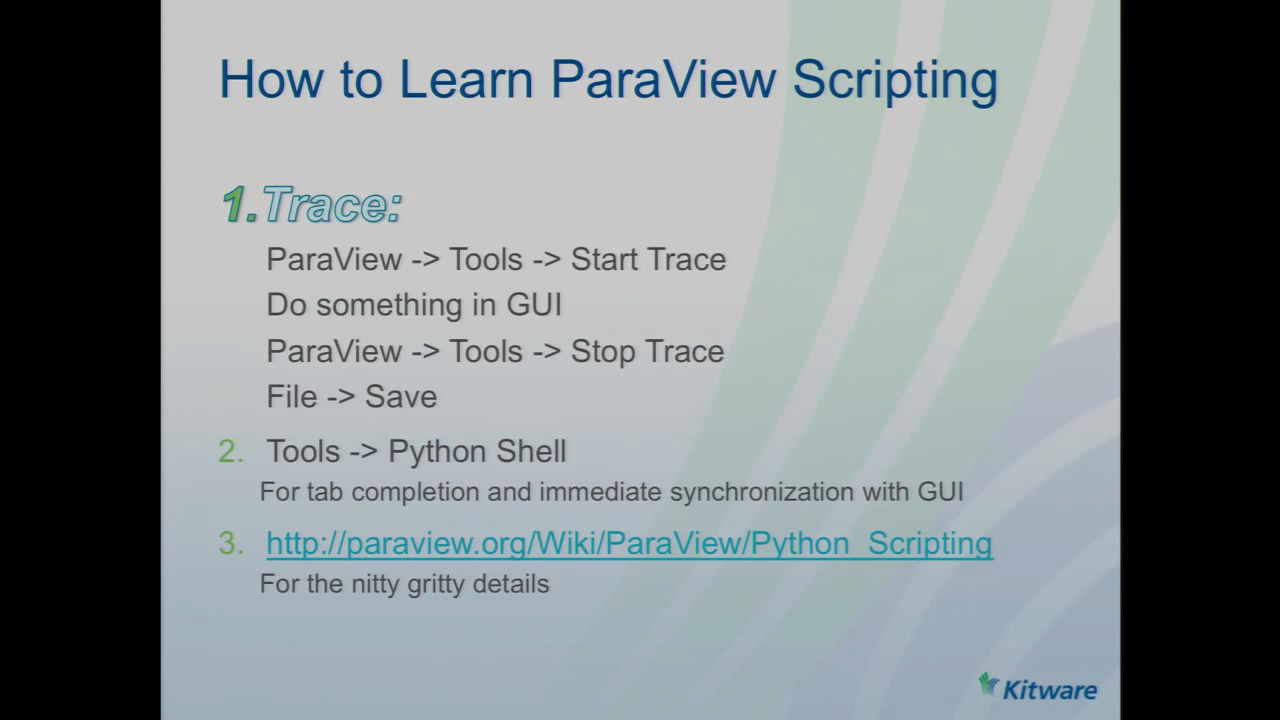 How to Learn ParaView Scripting
1.Trace:
ParaView -> Tools -> Start Trace
Do something in GUI
ParaView -> Tools -> Stop Trace
File -> Save
2. Tools -> Python Shell
For tab completion and immediate synchronization with GUI
3. http://paraview.org/Wiki/ParaView/Python_Scripting
For the nitty gritty details
Kitware